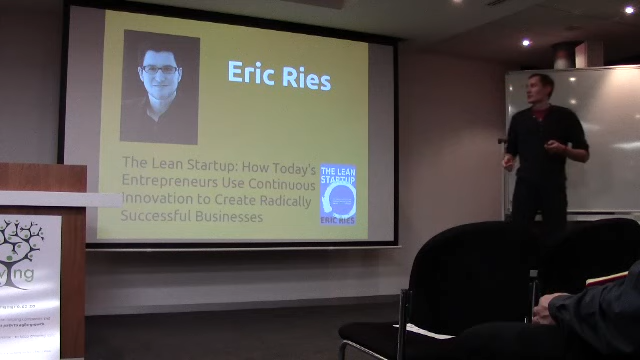 Eric Ries
The Lean Startup: How Today's
Entrepreneurs Use Continuous
Innovation to Create Radically
Successful Businesses
THE LEAN
STARTUP
ERIC RIES